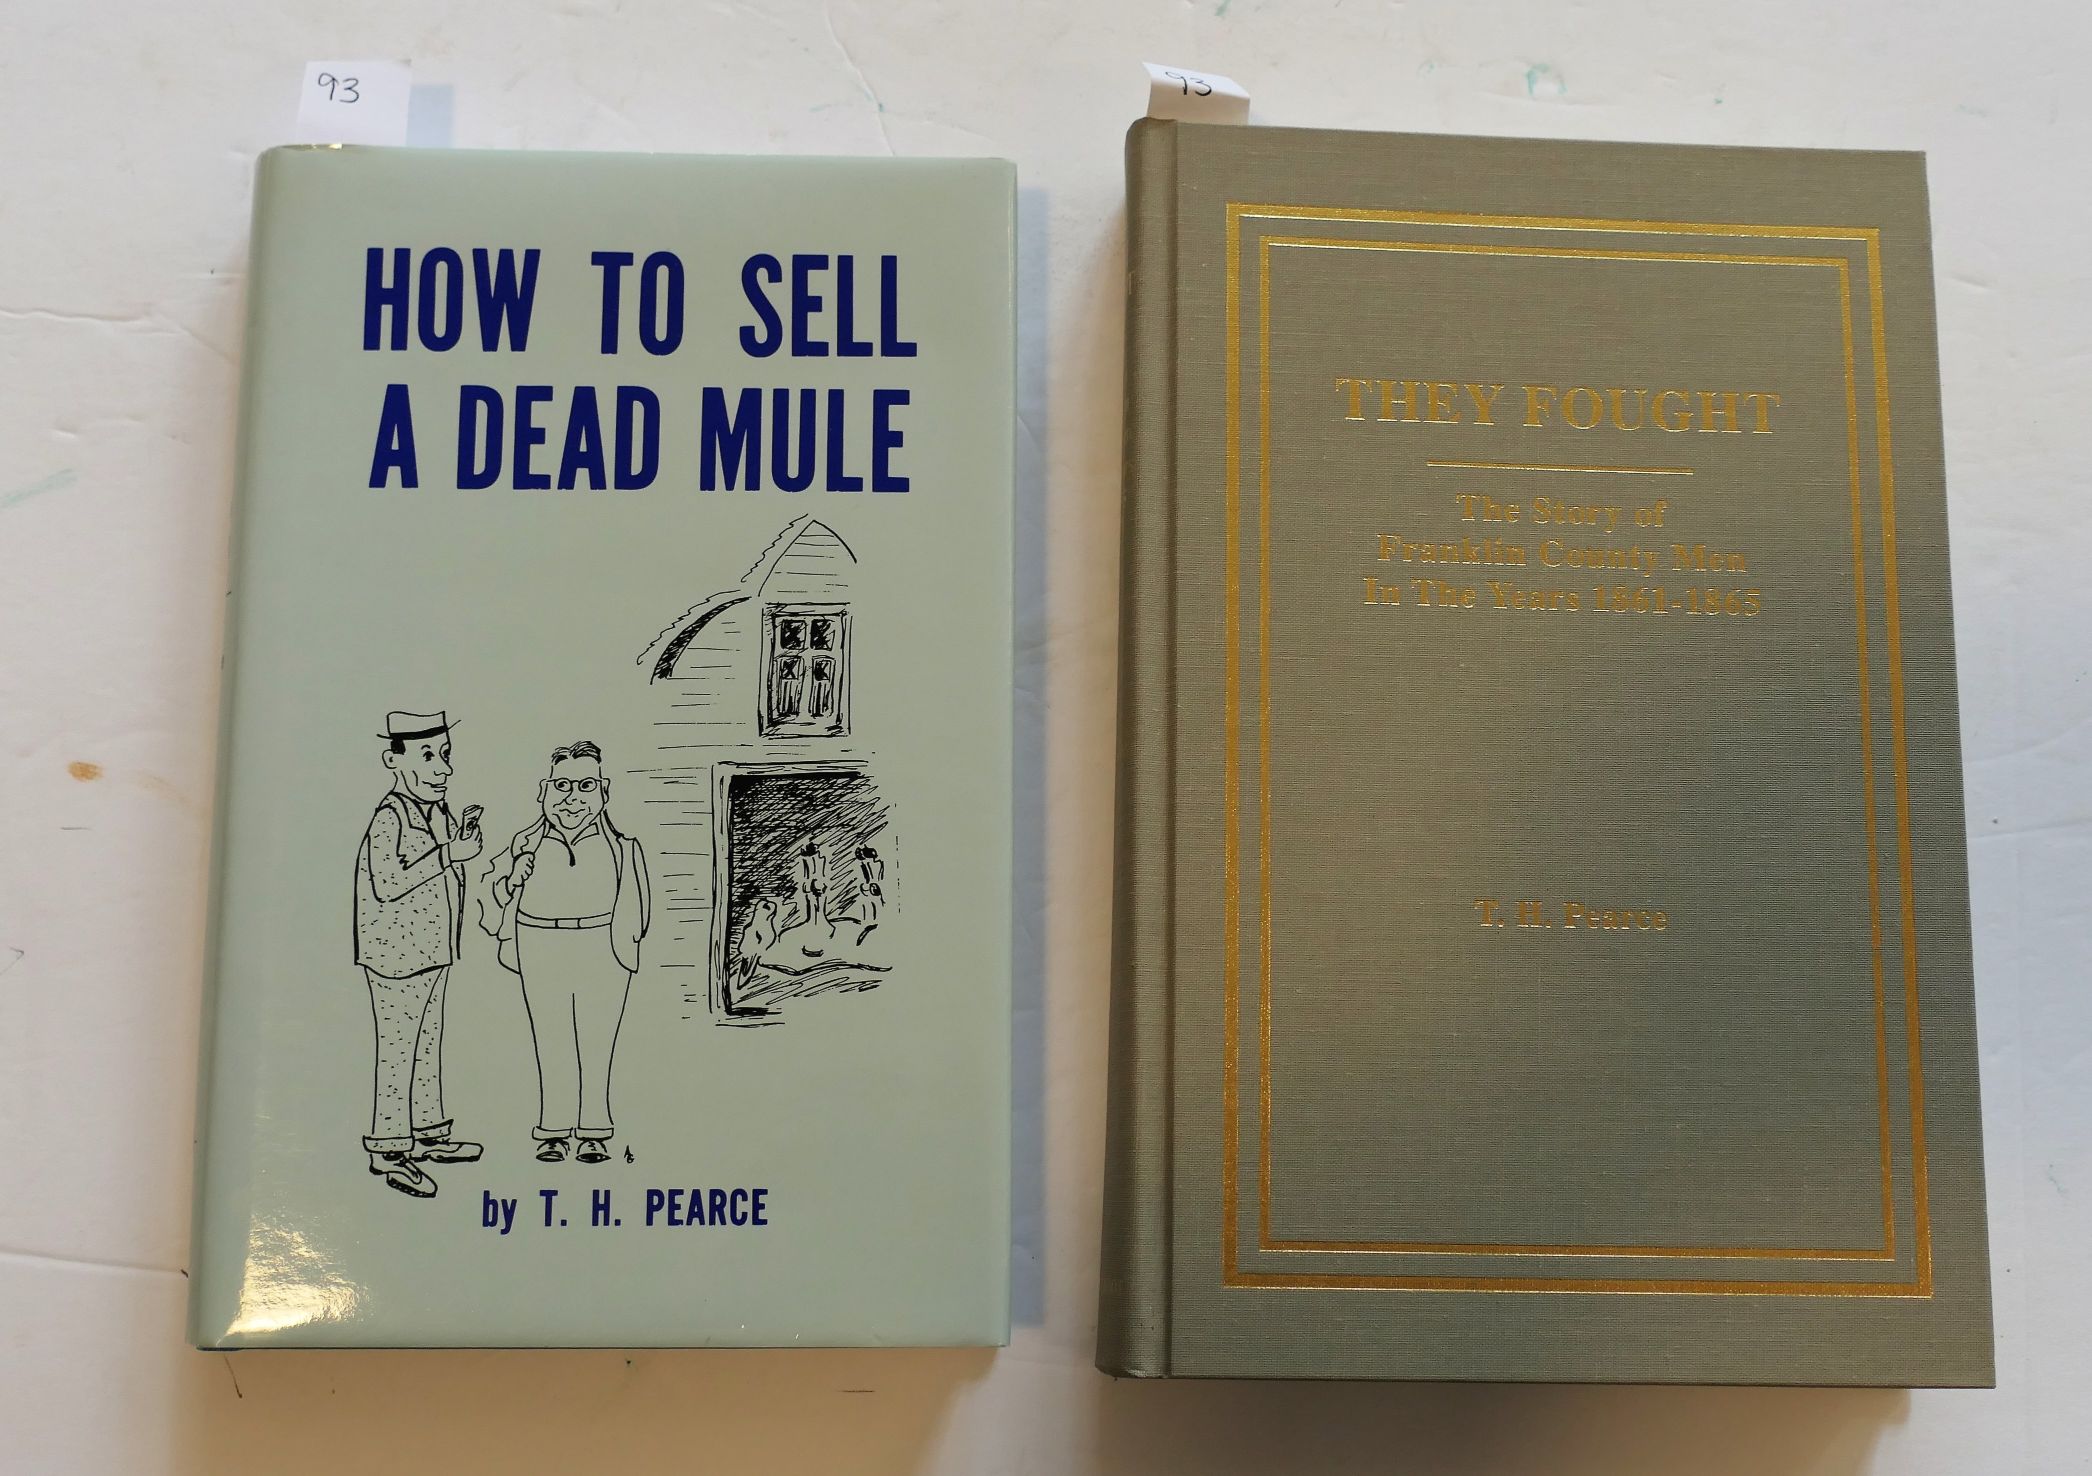 93
HOW TO SELL
A DEAD MULE
by T. H. PEARCE
93
THEY FOUGHT
The Story of
Franklin County Men
In The Years 1861-1865
T. H. Pearce